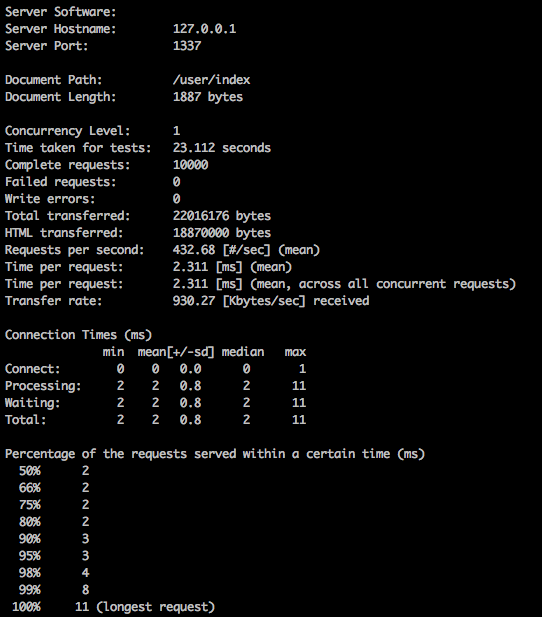 Server Software:
Server Hostname: 127.0.0.1
Server Port: 1337
Document Path: /user/index
Document Length: 1887 bytes
Concurrency Level: 1
Time taken for tests: 23.112 seconds
Complete requests: 10000
Failed requests: 0
Write errors: 0
Total transferred: 22016176 bytes
HTML transferred: 18870000 bytes
Requests per second: 432.68 [#/sec] (mean)
Time per request: 2.311 [ms] (mean)
Time per request: 2.311 [ms] (mean, across all concurrent requests)
Transfer rate: 930.27 [Kbytes/sec] received
Connection Times (ms)
min mean[+/-sd] median max
Connect: 0 0 0.0 0 1
Processing: 2 2 0.8 2 11
Waiting: 2 2 0.8 2 11
Total: 2 2 0.8 2 11
Percentage of the requests served within a certain time (ms)
50% 2
66% 2
75% 2
80% 2
90% 3
95% 3
98% 4
99% 8
100% 11 (longest request)